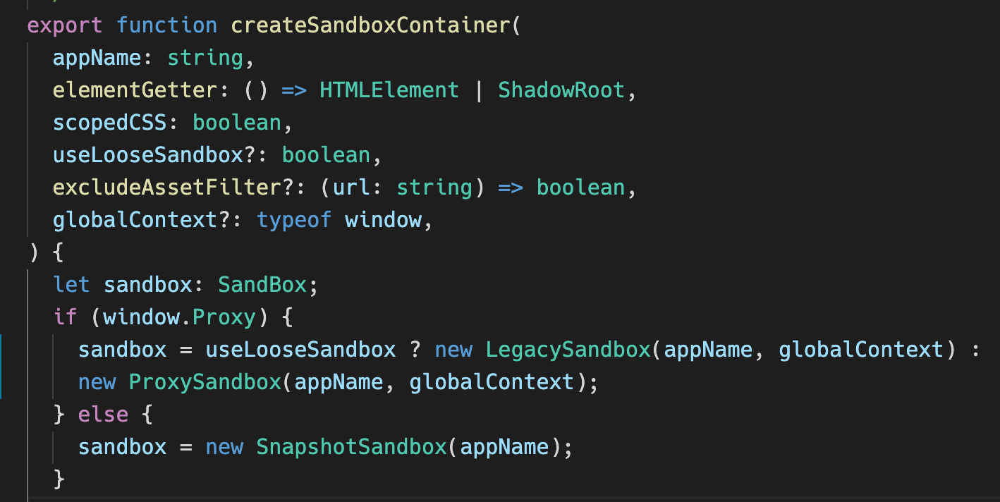 export function createSandboxContainer(
  appName: string,
  elementGetter: () => HTMLElement | ShadowRoot,
  scopedCSS: boolean,
  useLooseSandbox?: boolean,
  excludeAssetFilter?: (url: string) => boolean,
  globalContext?: typeof window,
) {
  let sandbox: SandBox;
  if (window.Proxy) {
    sandbox = useLooseSandbox ? new LegacySandbox(appName, globalContext) :
    new ProxySandbox(appName, globalContext);
  } else {
    sandbox = new SnapshotSandbox(appName);
  }